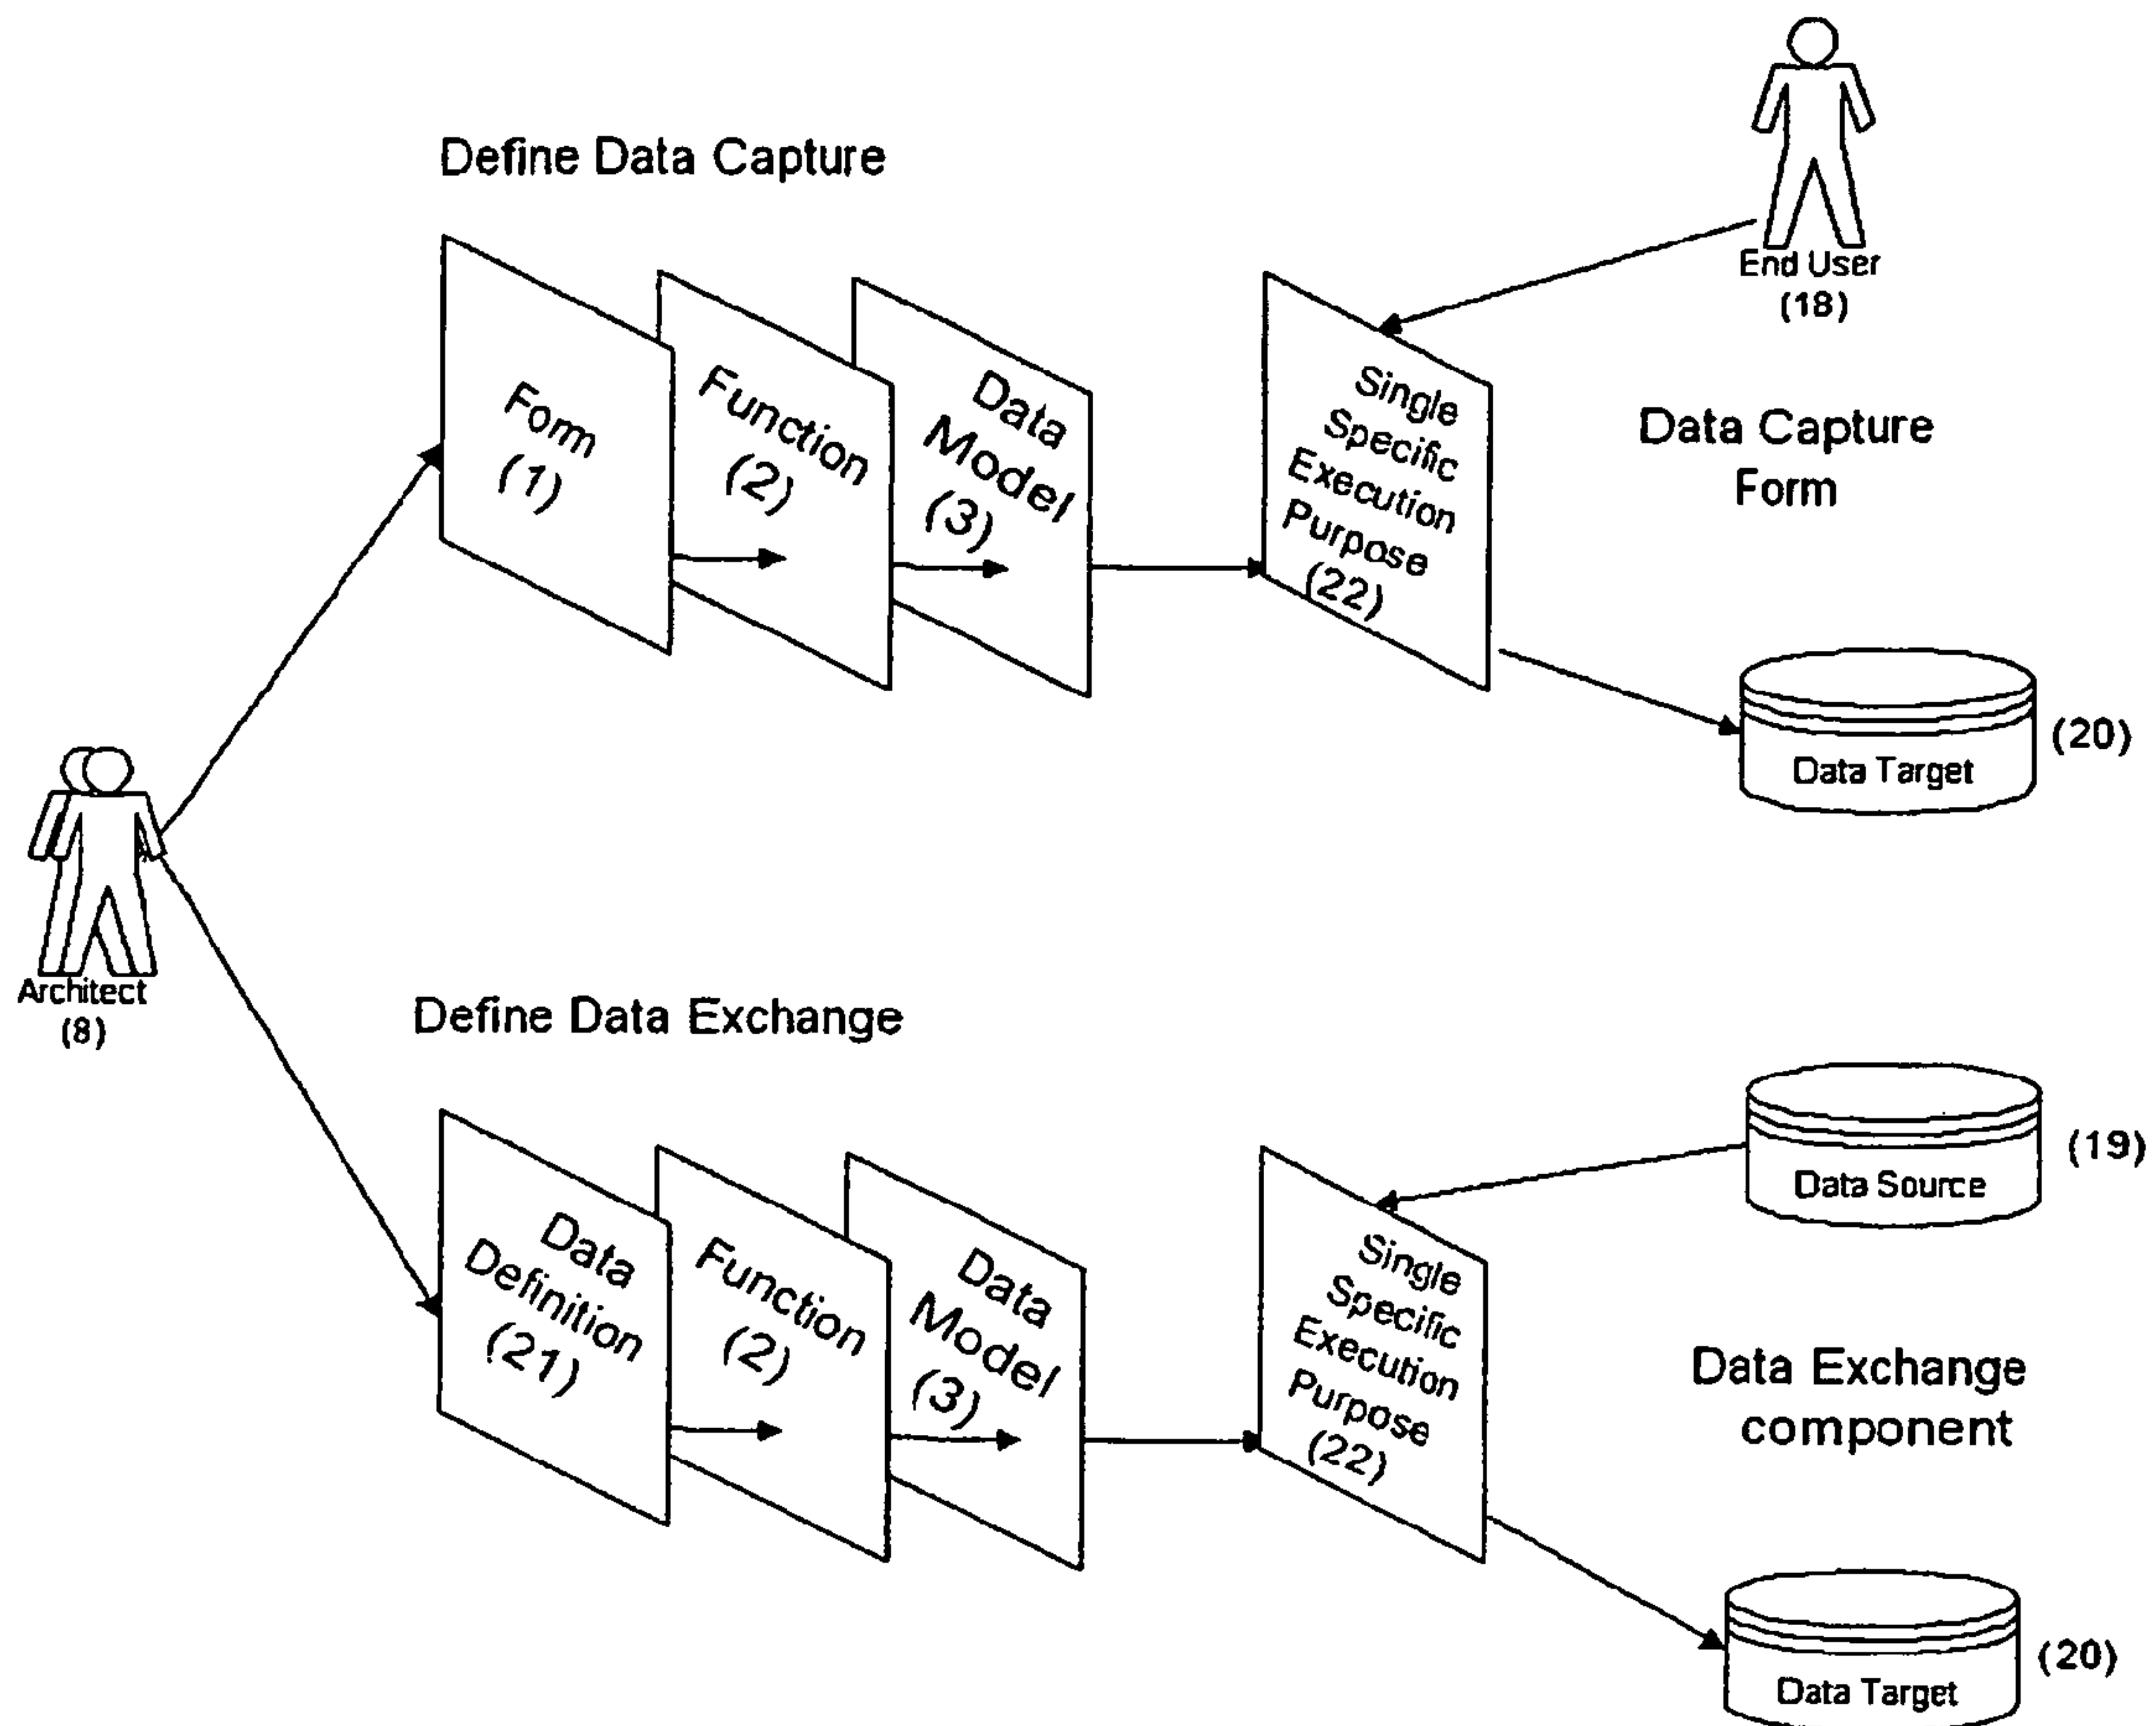 Define Data Capture
Form
(1)
Function
(2)
Data
Model
(3)
Single
Specific
Execution
Purpose
(22)
End User
(18)
Data Capture
Form
Data Target
(20)
Architect
(8)
Define Data Exchange
Data
Definition
(21)
Function
(2)
Data
Model
(3)
Single
Specific
Execution
Purpose
(22)
Data Source
(19)
Data Exchange
component
Data Target
(20)